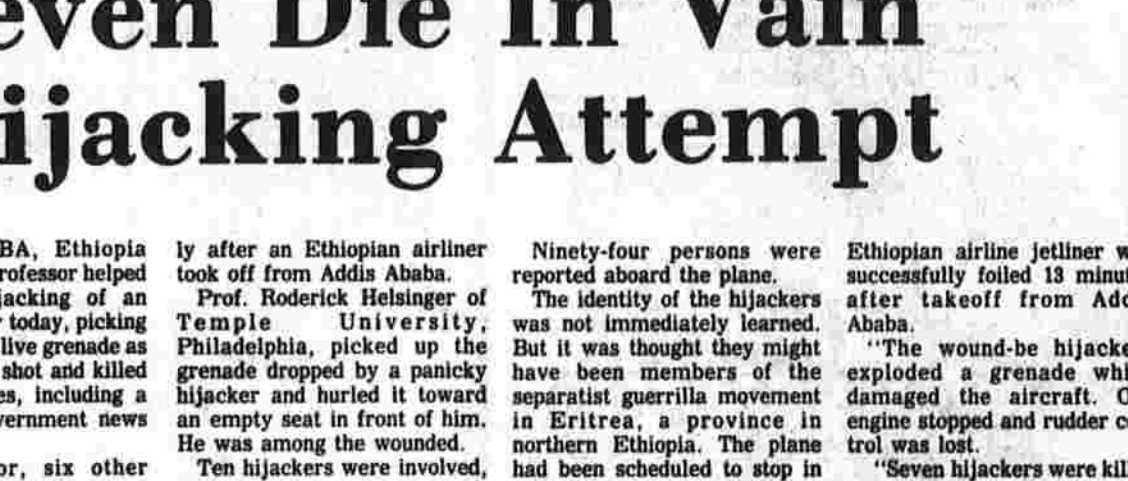 even Die In Vain
ijacking Attempt
BA, Ethiopia
rofessor helped
jacking of an
today, picking
live grenade as
shot and killed
es, including a
vernment news
or, six other
ly after an Ethiopian airliner
took off from Addis Ababa.
Prof. Roderick Helsinger of
Temple University,
Philadelphia, picked up the
grenade dropped by a panicky
hijacker and hurled it toward
an empty seat in front of him.
He was among the wounded.
Ten hijackers were involved,
Ninety-four persons were
reported aboard the plane.
The identity of the hijackers
was not immediately learned.
But it was thought they might
have been members of the
separatist guerrilla movement
in Eritrea, a province in
northern Ethiopia. The plane
had been scheduled to stop in
Ethiopian airline jetliner w
successfully foiled 13 minut
after takeoff from Add
Ababa.
"The wound-be hijacke
exploded a grenade whi
damaged the aircraft. O
engine stopped and rudder co
trol was lost.
"Seven hijackers were kill